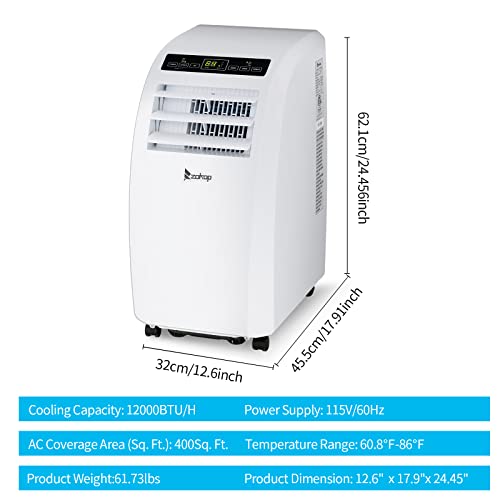 84
zokop
62.1cm/24.456inch
45.5cm/17.91inch
32cm/12.6inch
Cooling Capacity: 12000BTU/H
Power Supply: 115V/60Hz
AC Coverage Area (Sq. Ft.): 400Sq. Ft.
Temperature Range: 60.8°F-86°F
Product Weight:61.73lbs
Product Dimension: 12.6" x 17.9"x 24.45"